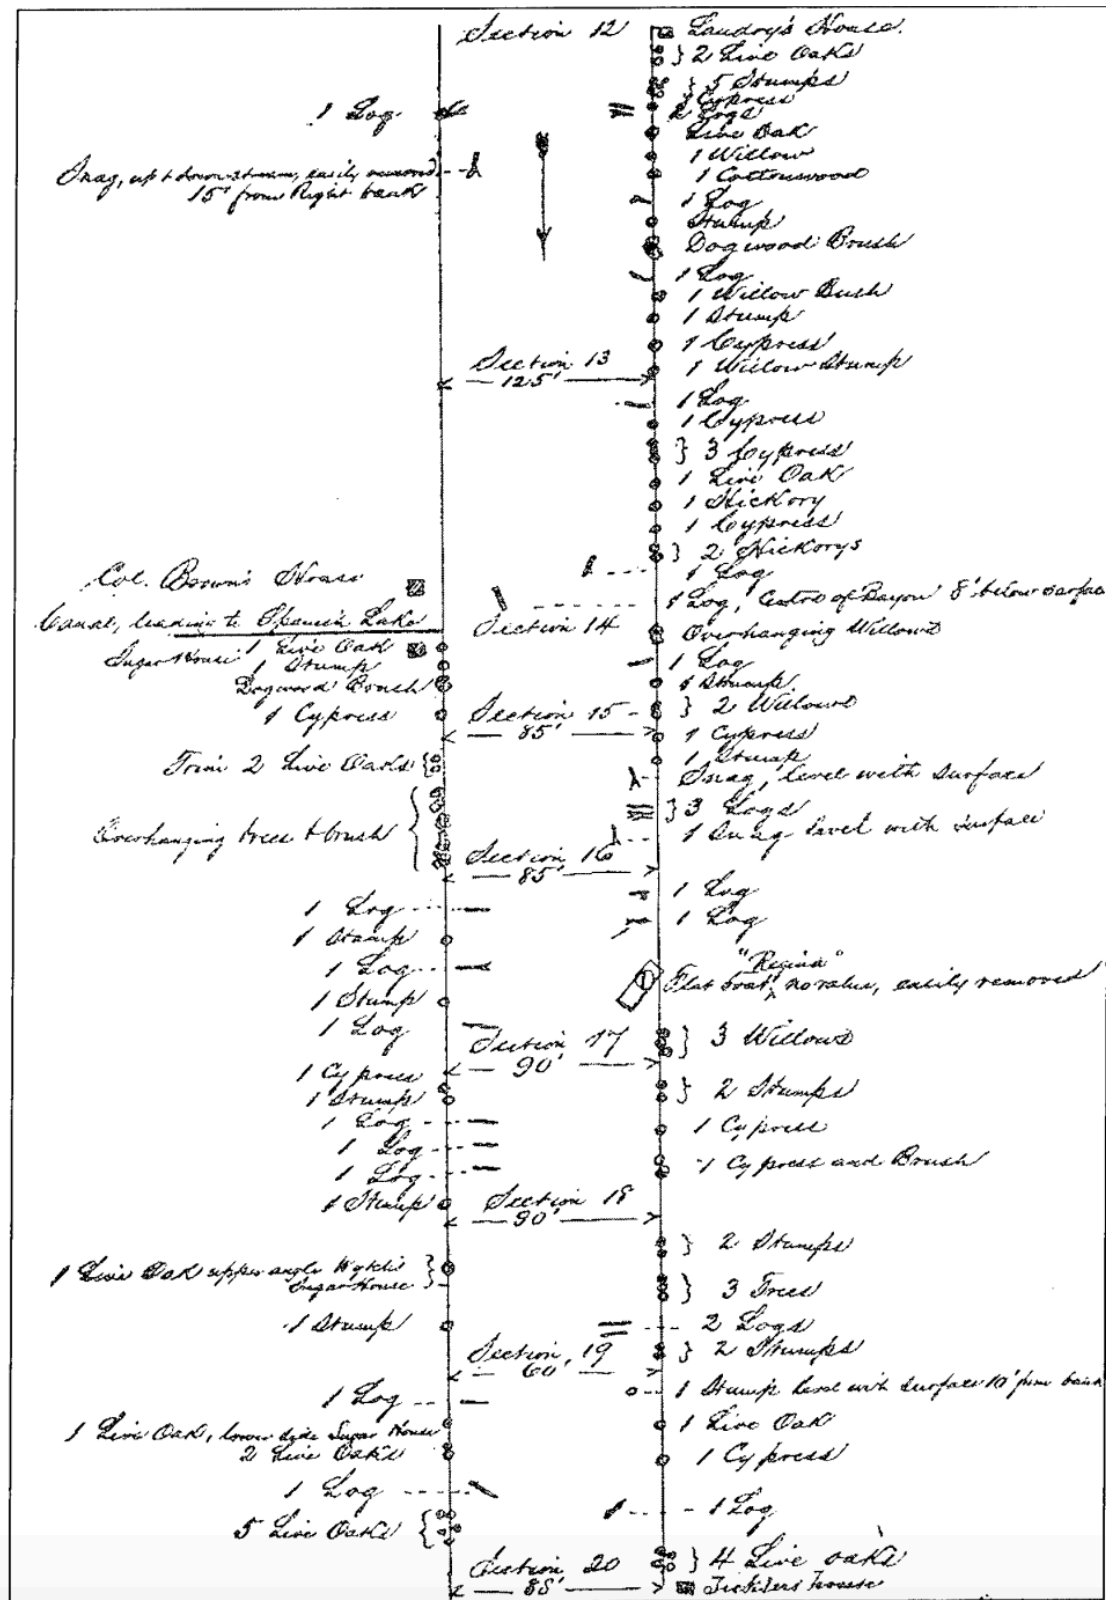 Section 12
Landry's House.
2 Live Oaks
5 Stumps
Cypress
1 Log
2 Logs
Live Oak
1 Willow
Snag, up & down stream, easily removed
15' from Right bank
1 Cottonwood
1 Log
Stump
Dogwood Brush
1 Log
1 Willow Bush
1 Stump
1 Cypress
Section 13
1 Willow Stump
125'
1 Log
1 Cypress
3 Cypress
1 Live Oak
1 Hickory
1 Cypress
2 Hickorys
1 Log
Col. Brown's House
1 Log, Centre of Bayou 8' below surface
Canal, leading to Spanish Lake
Section 14
Overhanging Willows
Sugar House
1 Live Oak
1 Log
1 Stump
1 Stump
Dogwood Brush
1 Cypress
Section 15
2 Willows
85'
1 Cypress
1 Stump
Trim 2 Live Oaks
Snag, level with surface
3 Logs
Overhanging trees & brush
1 Snag level with surface
Section 16
85'
1 Log
1 Log
1 Log
1 Stump
"Regina"
1 Log
Flat boat, no value, easily removed
1 Stump
1 Log
Section 17
3 Willows
90'
1 Cypress
1 Stump
2 Stumps
1 Log
1 Cypress
1 Log
1 Log
1 Cypress and Brush
1 Stump
Section 18
90'
2 Stumps
1 Live Oak upper angle
Sugar House
3 Trees
1 Stump
2 Logs
Section 19
2 Stumps
60'
1 Log
1 Stump level with surface 10' from bank
1 Live Oak, lower side Sugar House
1 Live Oak
2 Live Oaks
1 Cypress
1 Log
1 Log
5 Live Oaks
Section 20
4 Live oaks
85'
house